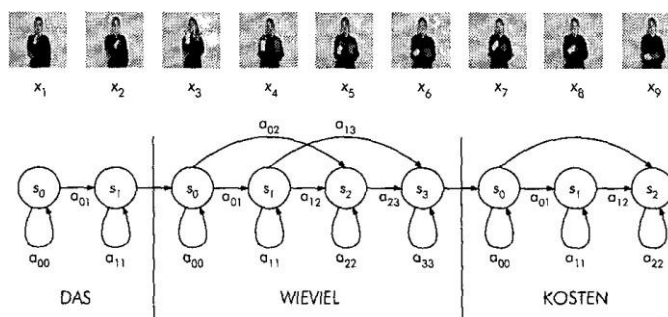 x1 x2 x3 x4 x5 x6 x7 x8 x9
a02 a13
s0 s1 s0 s1 s2 s3 s0 s1 s2
a01 a01 a12 a23 a01 a12
a00 a11 a00 a11 a22 a33 a00 a11 a22
DAS WIEVIEL KOSTEN